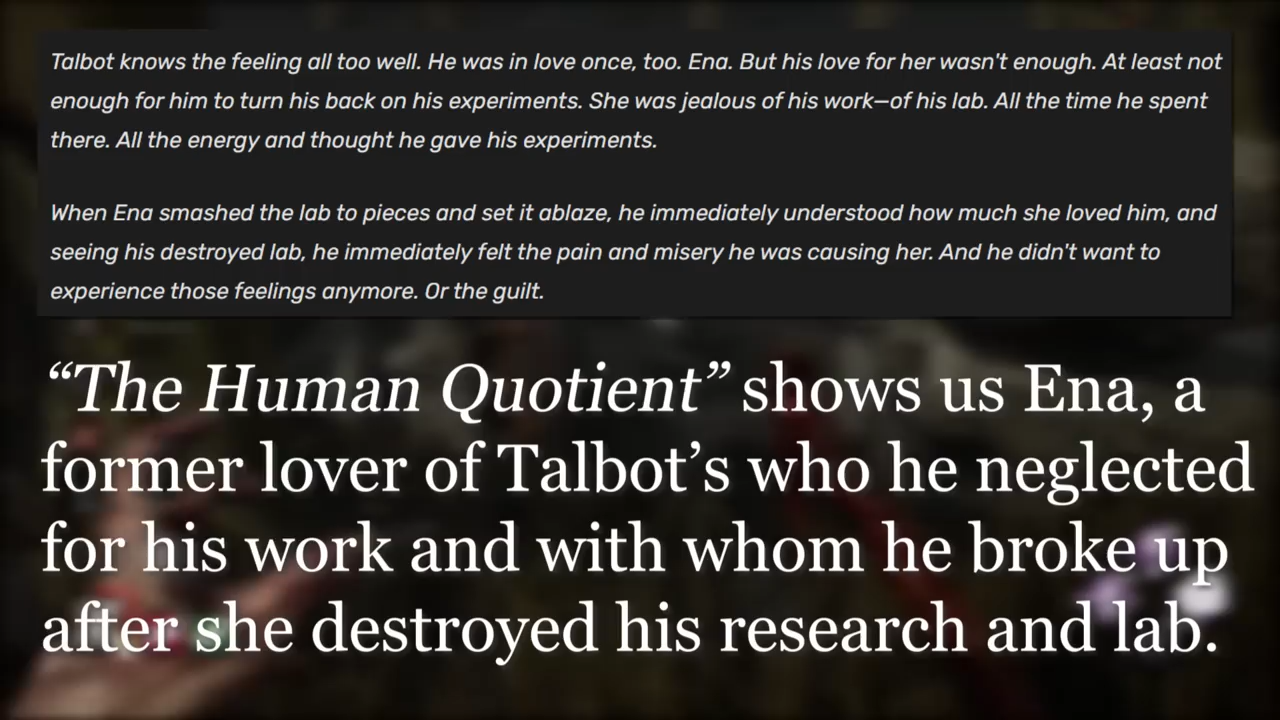 Talbot knows the feeling all too well. He was in love once, too. Ena. But his love for her wasn't enough. At least not
enough for him to turn his back on his experiments. She was jealous of his work—of his lab. All the time he spent
there. All the energy and thought he gave his experiments.
When Ena smashed the lab to pieces and set it ablaze, he immediately understood how much she loved him, and
seeing his destroyed lab, he immediately felt the pain and misery he was causing her. And he didn't want to
experience those feelings anymore. Or the guilt.
“The Human Quotient” shows us Ena, a
former lover of Talbot’s who he neglected
for his work and with whom he broke up
after she destroyed his research and lab.